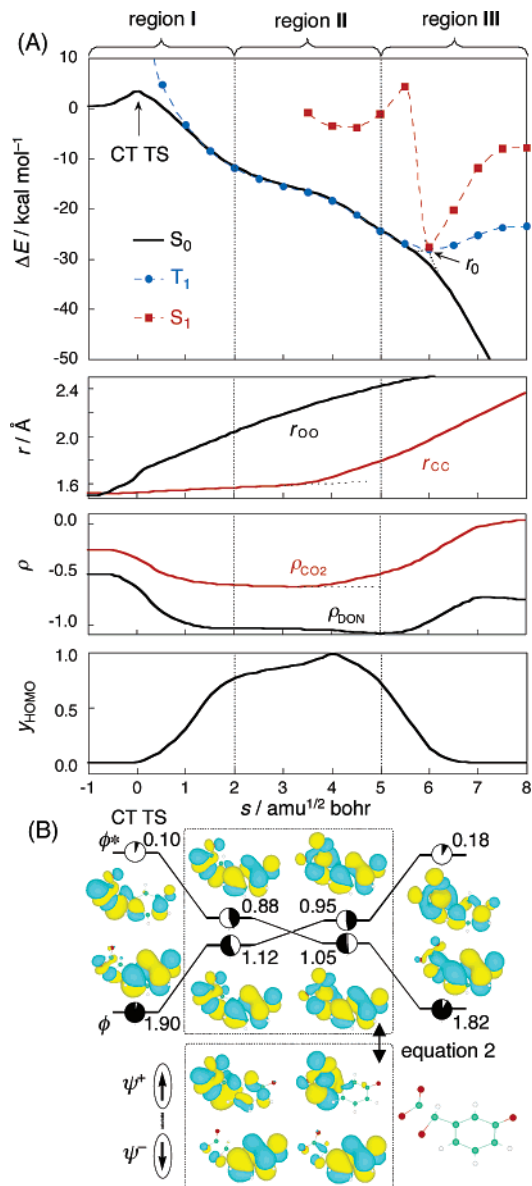 region I
region II
region III
(A)
10
0
-10
-20
-30
-40
-50
ΔE / kcal mol⁻¹
CT TS
S₀
T₁
S₁
r₀
2.4
2.0
1.6
r / Å
r_OO
r_CC
0.0
-0.5
-1.0
ρ
ρ_CO2
ρ_DON
1.0
0.5
0.0
y_HOMO
-1 0 1 2 3 4 5 6 7 8
s / amu^1/2 bohr
(B)
CT TS
ϕ*
0.10
0.18
0.88
0.95
1.12
1.05
ϕ
1.90
1.82
equation 2
ψ⁺
ψ⁻